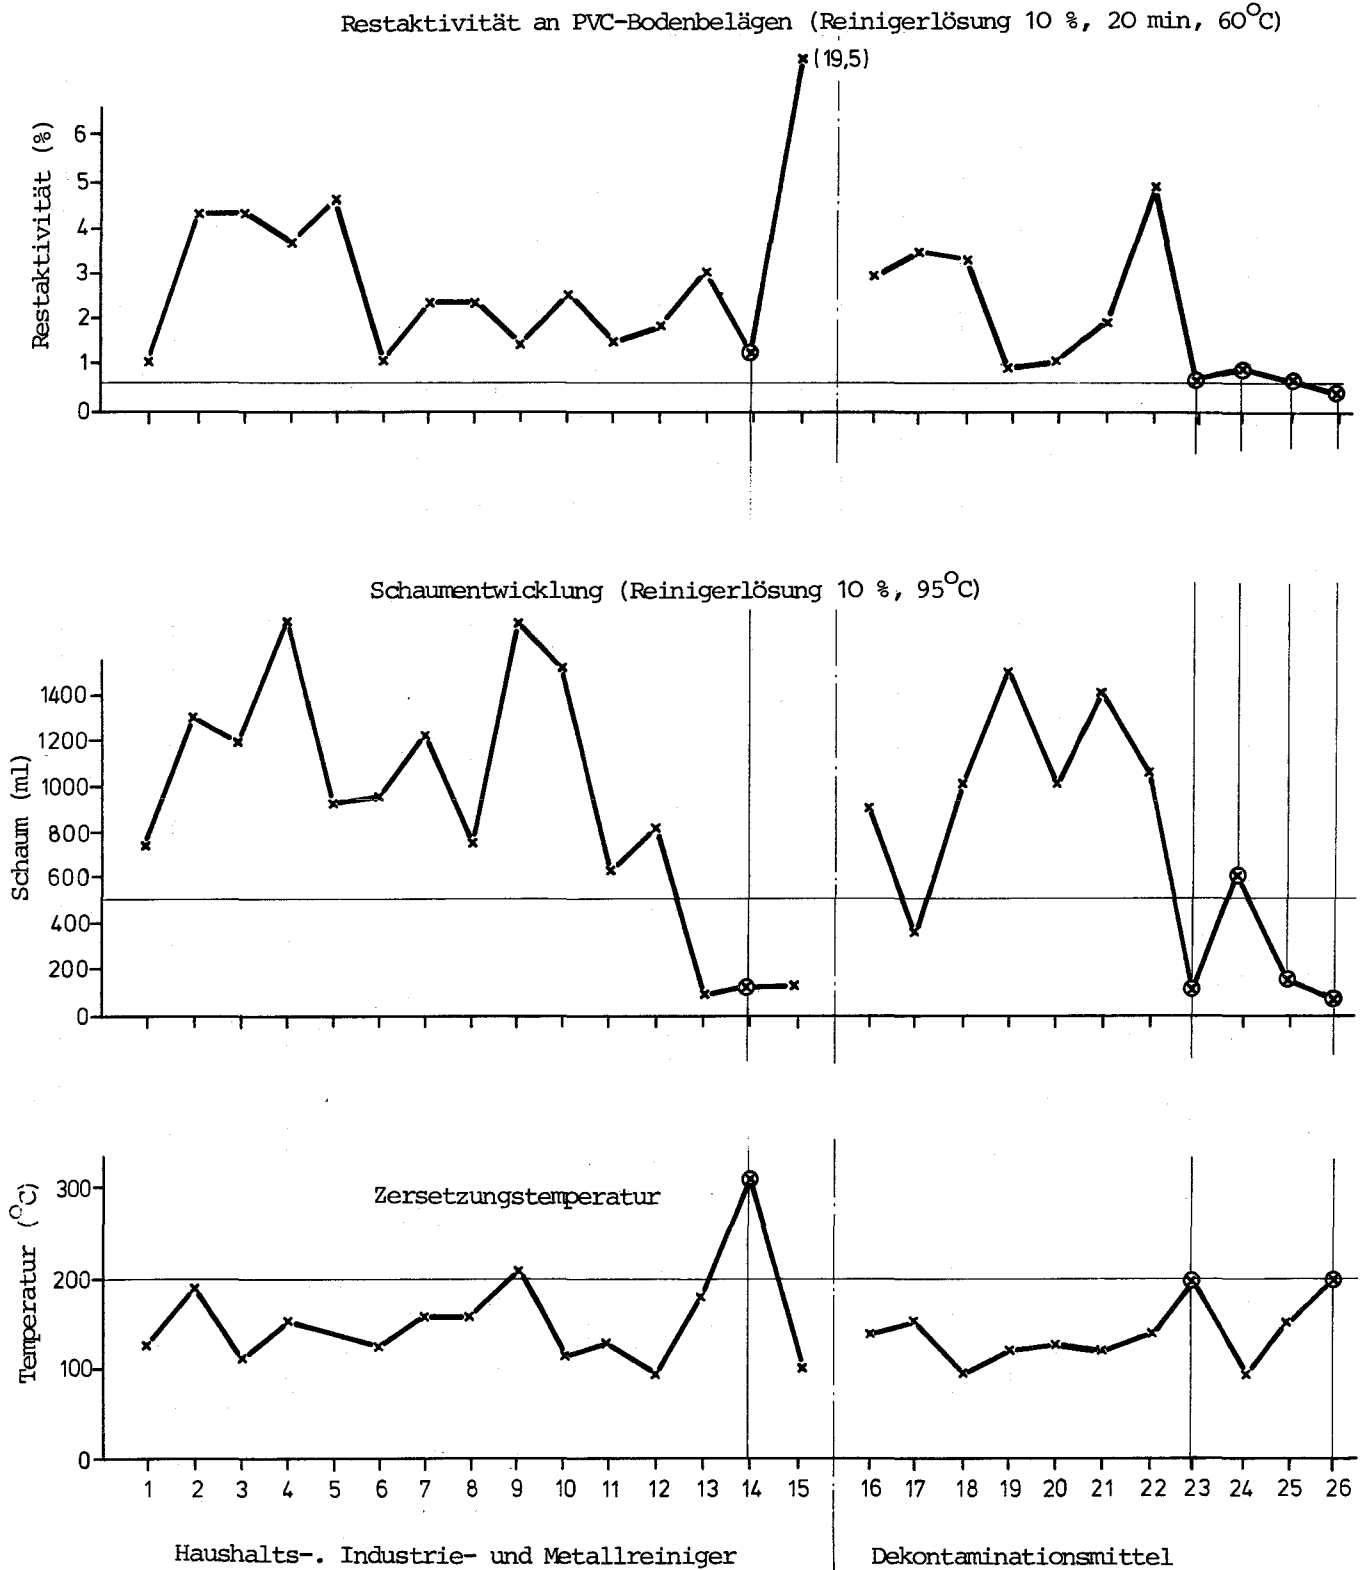 Restaktivität an PVC-Bodenbelägen (Reinigerlösung 10 %, 20 min, 60°C)
(19,5)
Restaktivität (%)
6
5
4
3
2
1
0
Schaumentwicklung (Reinigerlösung 10 %, 95°C)
Schaum (ml)
1400
1200
1000
800
600
400
200
0
Zersetzungstemperatur
Temperatur (°C)
300
200
100
0
1 2 3 4 5 6 7 8 9 10 11 12 13 14 15 16 17 18 19 20 21 22 23 24 25 26
Haushalts-. Industrie- und Metallreiniger Dekontaminationsmittel